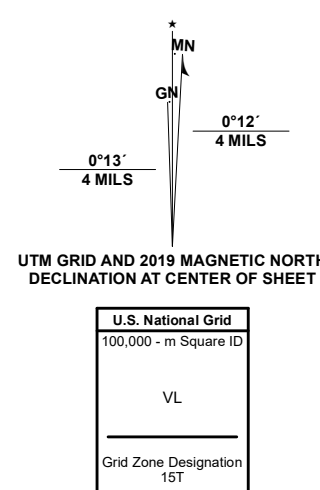 ★
MN
GN
0°12´
4 MILS
0°13´
4 MILS
UTM GRID AND 2019 MAGNETIC NORTH
DECLINATION AT CENTER OF SHEET
U.S. National Grid
100,000 - m Square ID
VL
Grid Zone Designation
15T